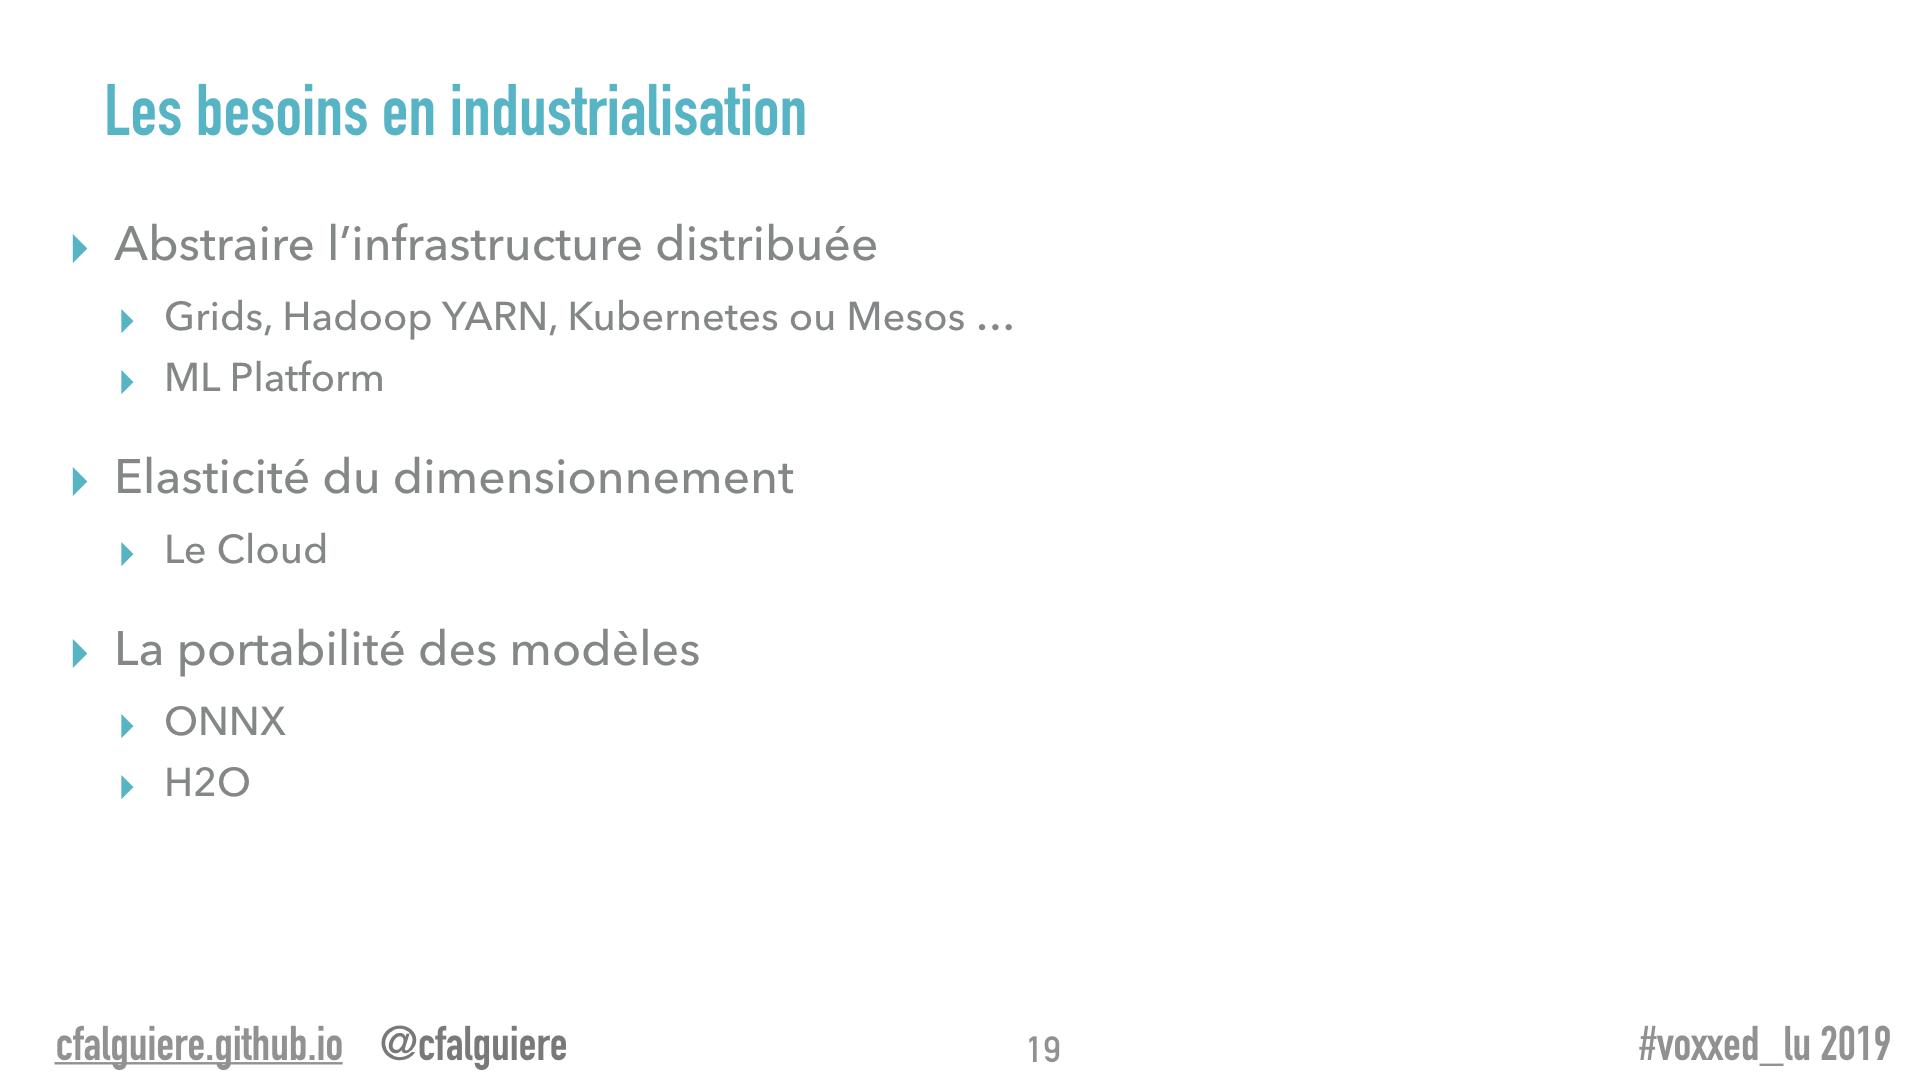 Les besoins en industrialisation
Abstraire l’infrastructure distribuée
Grids, Hadoop YARN, Kubernetes ou Mesos …
ML Platform
Elasticité du dimensionnement
Le Cloud
La portabilité des modèles
ONNX
H2O
cfalguiere.github.io @cfalguiere 19 #voxxed_lu 2019